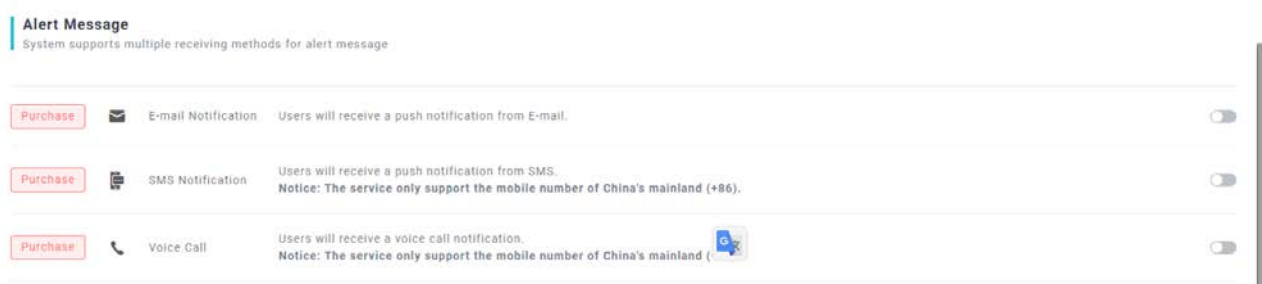 Alert Message
System supports multiple receiving methods for alert message
Purchase E-mail Notification Users will receive a push notification from E-mail.
Purchase SMS Notification Users will receive a push notification from SMS.
Notice: The service only support the mobile number of China's mainland (+86).
Purchase Voice Call Users will receive a voice call notification.
Notice: The service only support the mobile number of China's mainland (
G 文